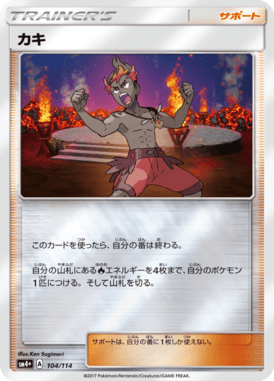 TRAINER'S
サポート
カキ
このカードを使ったら、自分の番は終わる。
自分の山札にある🔥エネルギーを4枚まで、自分のポケモン
1匹につける。そして山札を切る。
サポートは、自分の番に1枚しか使えない。
Illus.Ken Sugimori
SM4+ A 104/114
©2017 Pokémon/Nintendo/Creatures/GAME FREAK.